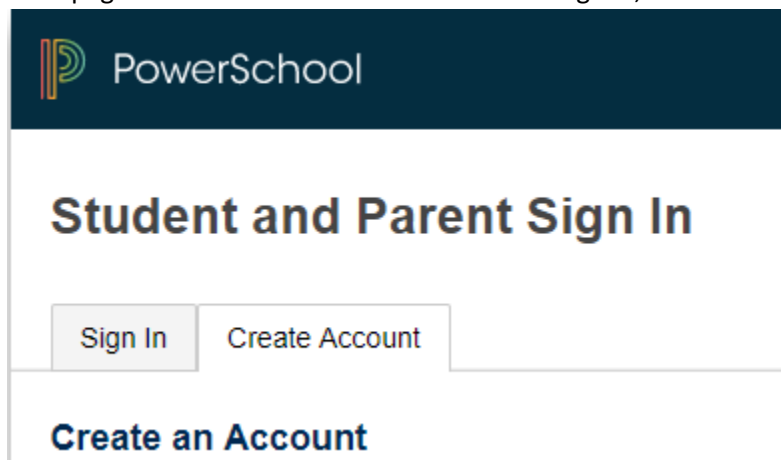 PowerSchool
Student and Parent Sign In
Sign In Create Account
Create an Account